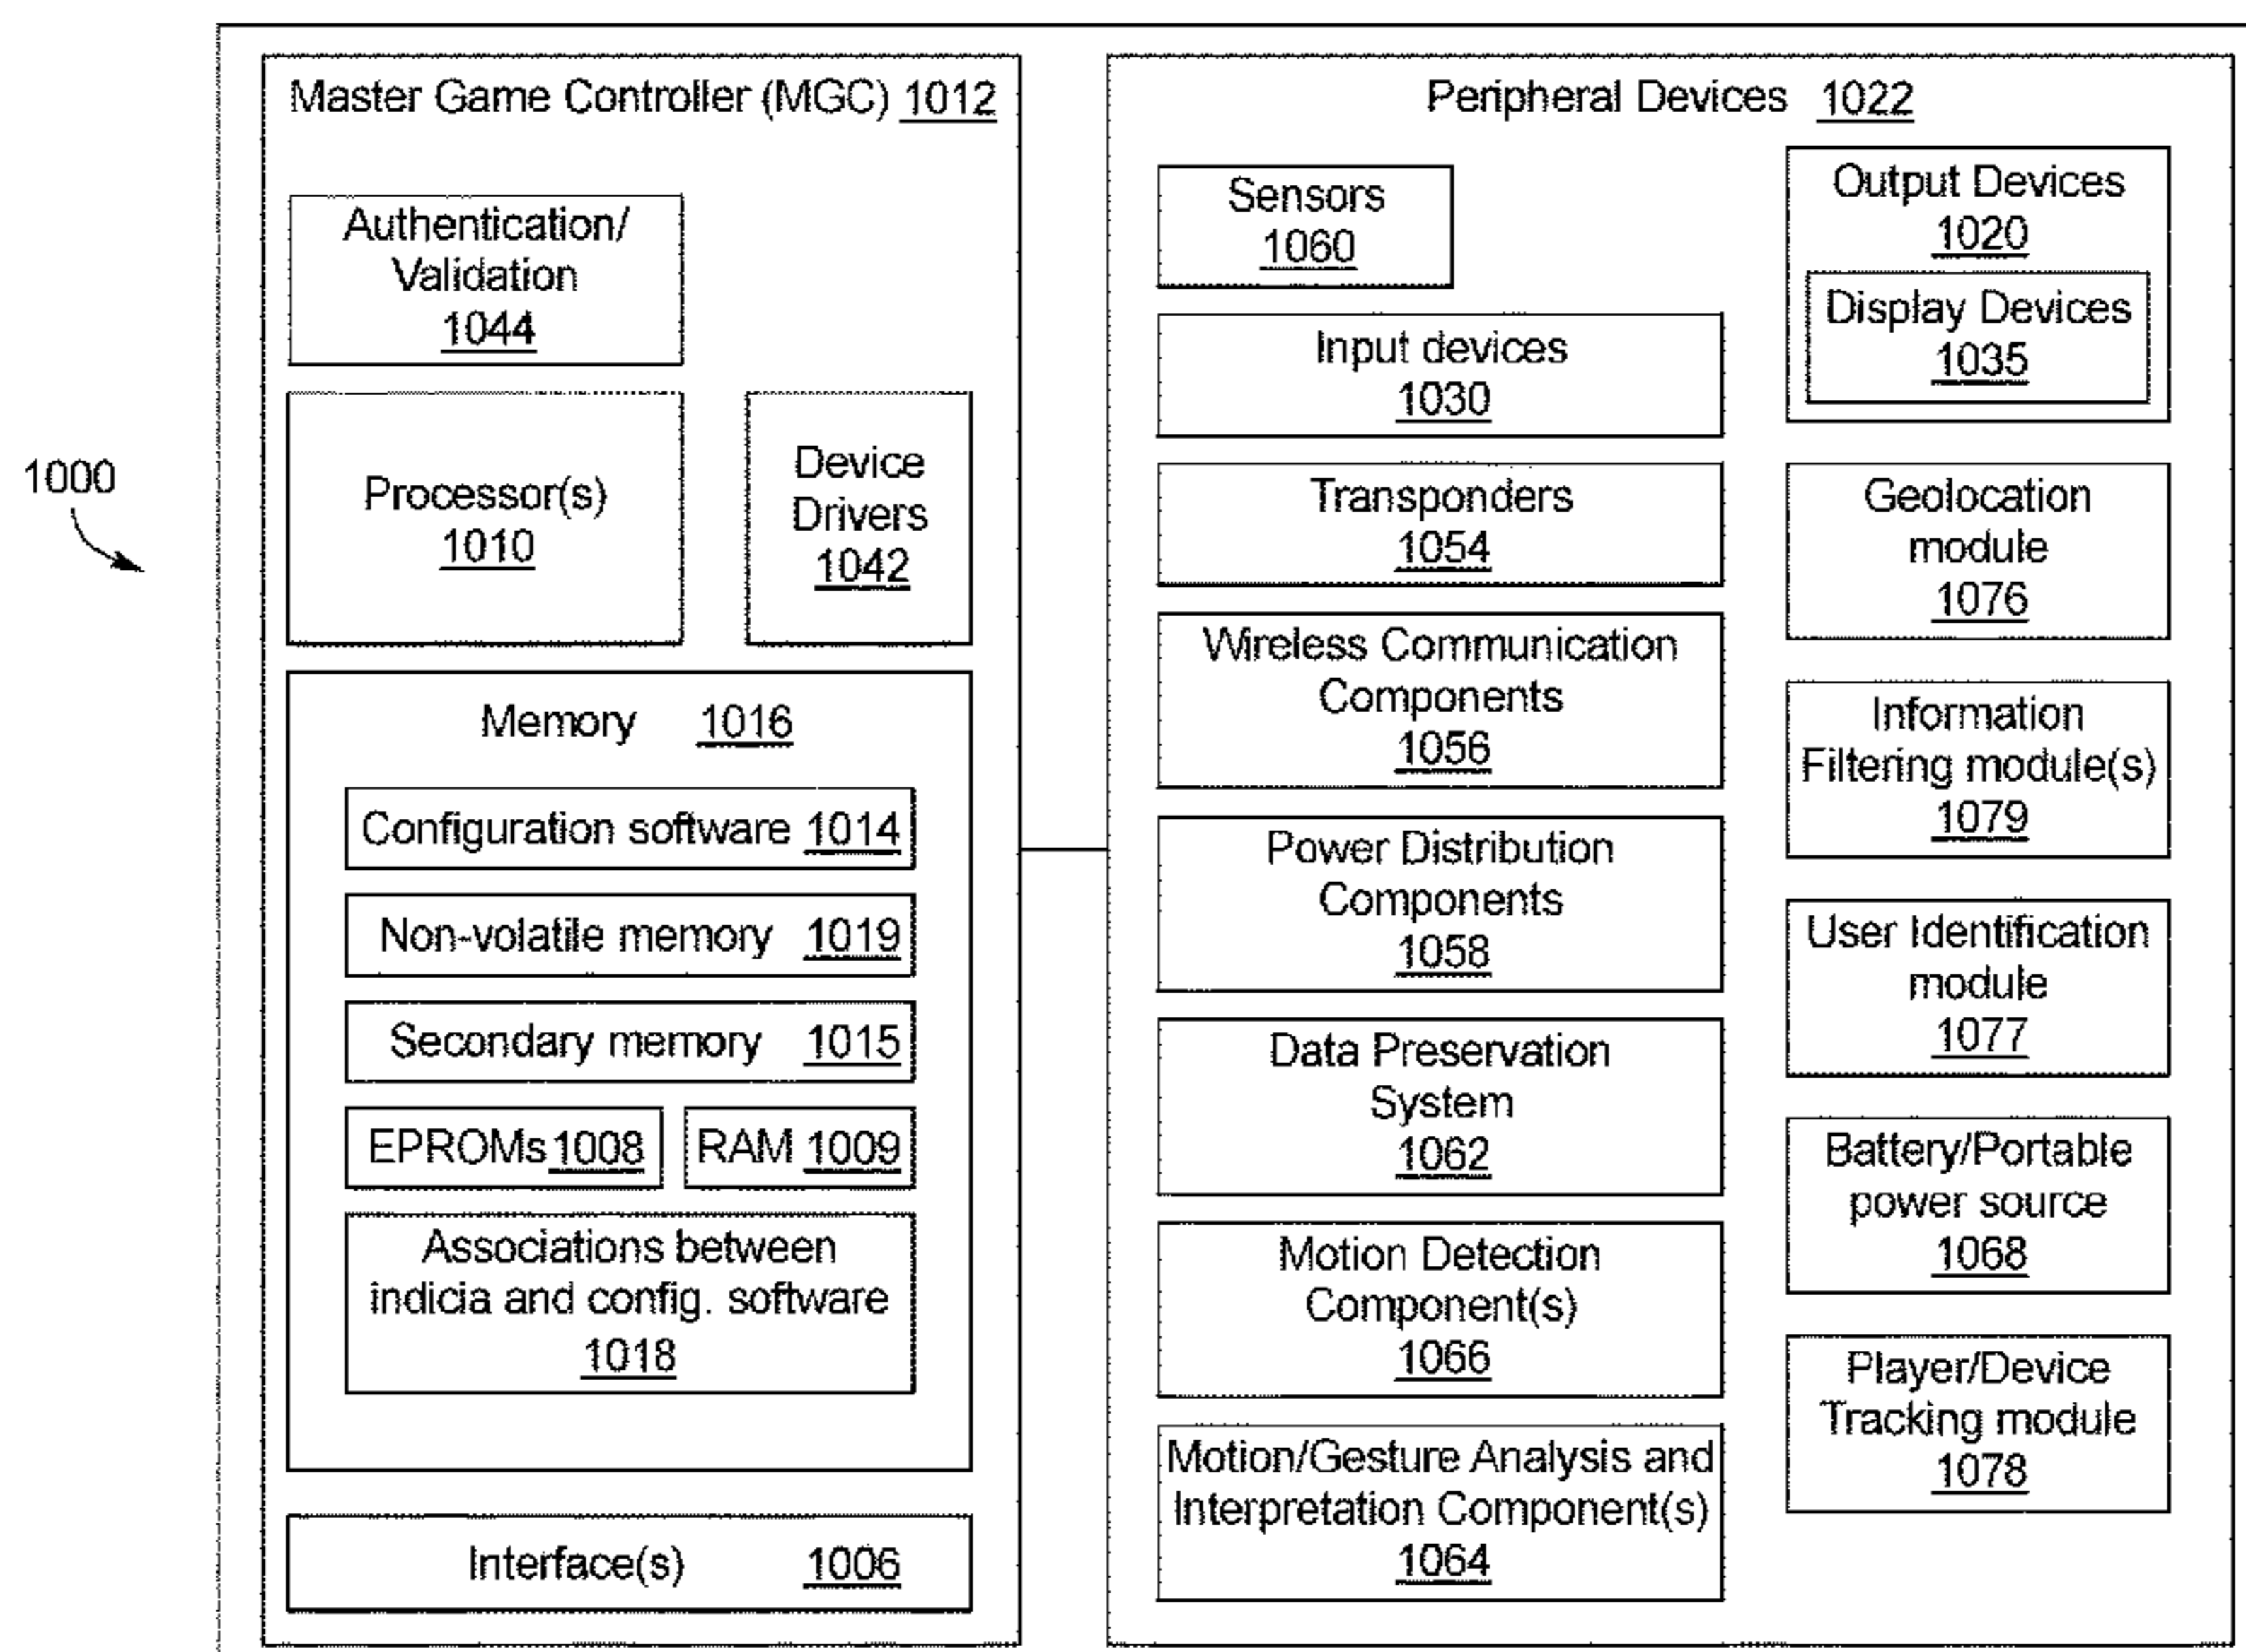 1000
Master Game Controller (MGC) 1012
Authentication/
Validation
1044
Processor(s)
1010
Device
Drivers
1042
Memory 1016
Configuration software 1014
Non-volatile memory 1019
Secondary memory 1015
EPROMs 1008
RAM 1009
Associations between
indicia and config. software
1018
Interface(s) 1006
Peripheral Devices 1022
Sensors
1060
Input devices
1030
Transponders
1054
Wireless Communication
Components
1056
Power Distribution
Components
1058
Data Preservation
System
1062
Motion Detection
Component(s)
1066
Motion/Gesture Analysis and
Interpretation Component(s)
1064
Output Devices
1020
Display Devices
1035
Geolocation
module
1076
Information
Filtering module(s)
1079
User Identification
module
1077
Battery/Portable
power source
1068
Player/Device
Tracking module
1078